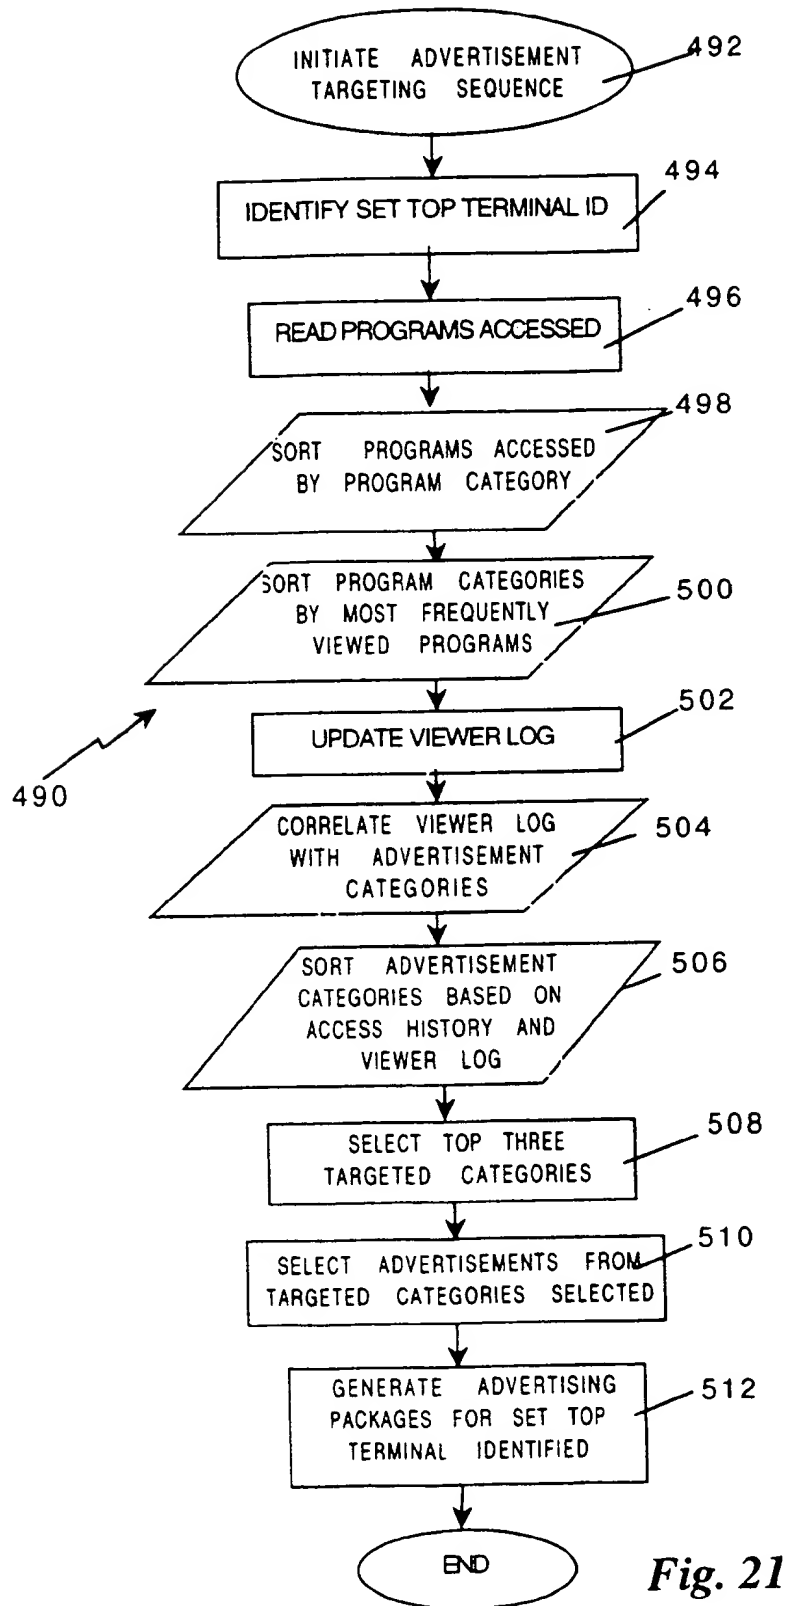 INITIATE ADVERTISEMENT
TARGETING SEQUENCE
492
IDENTIFY SET TOP TERMINAL ID
494
READ PROGRAMS ACCESSED
496
SORT PROGRAMS ACCESSED
BY PROGRAM CATEGORY
498
SORT PROGRAM CATEGORIES
BY MOST FREQUENTLY
VIEWED PROGRAMS
500
UPDATE VIEWER LOG
502
490
CORRELATE VIEWER LOG
WITH ADVERTISEMENT
CATEGORIES
504
SORT ADVERTISEMENT
CATEGORIES BASED ON
ACCESS HISTORY AND
VIEWER LOG
506
SELECT TOP THREE
TARGETED CATEGORIES
508
SELECT ADVERTISEMENTS FROM
TARGETED CATEGORIES SELECTED
510
GENERATE ADVERTISING
PACKAGES FOR SET TOP
TERMINAL IDENTIFIED
512
END
Fig. 21